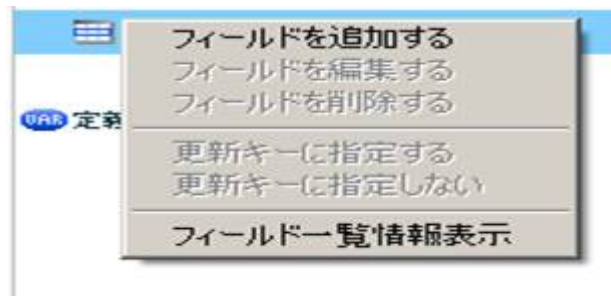 フィールドを追加する
フィールドを編集する
フィールドを削除する
VAR 定義
更新キーに指定する
更新キーに指定しない
フィールド一覧情報表示